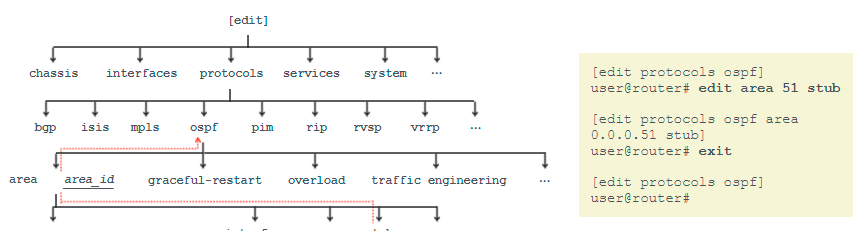 [edit]
chassis interfaces protocols services system ...
bgp isis mpls ospf pim rip rvsp vrrp ...
area area_id graceful-restart overload traffic engineering ...
[edit protocols ospf]
user@router# edit area 51 stub
[edit protocols ospf area
0.0.0.51 stub]
user@router# exit
[edit protocols ospf]
user@router#